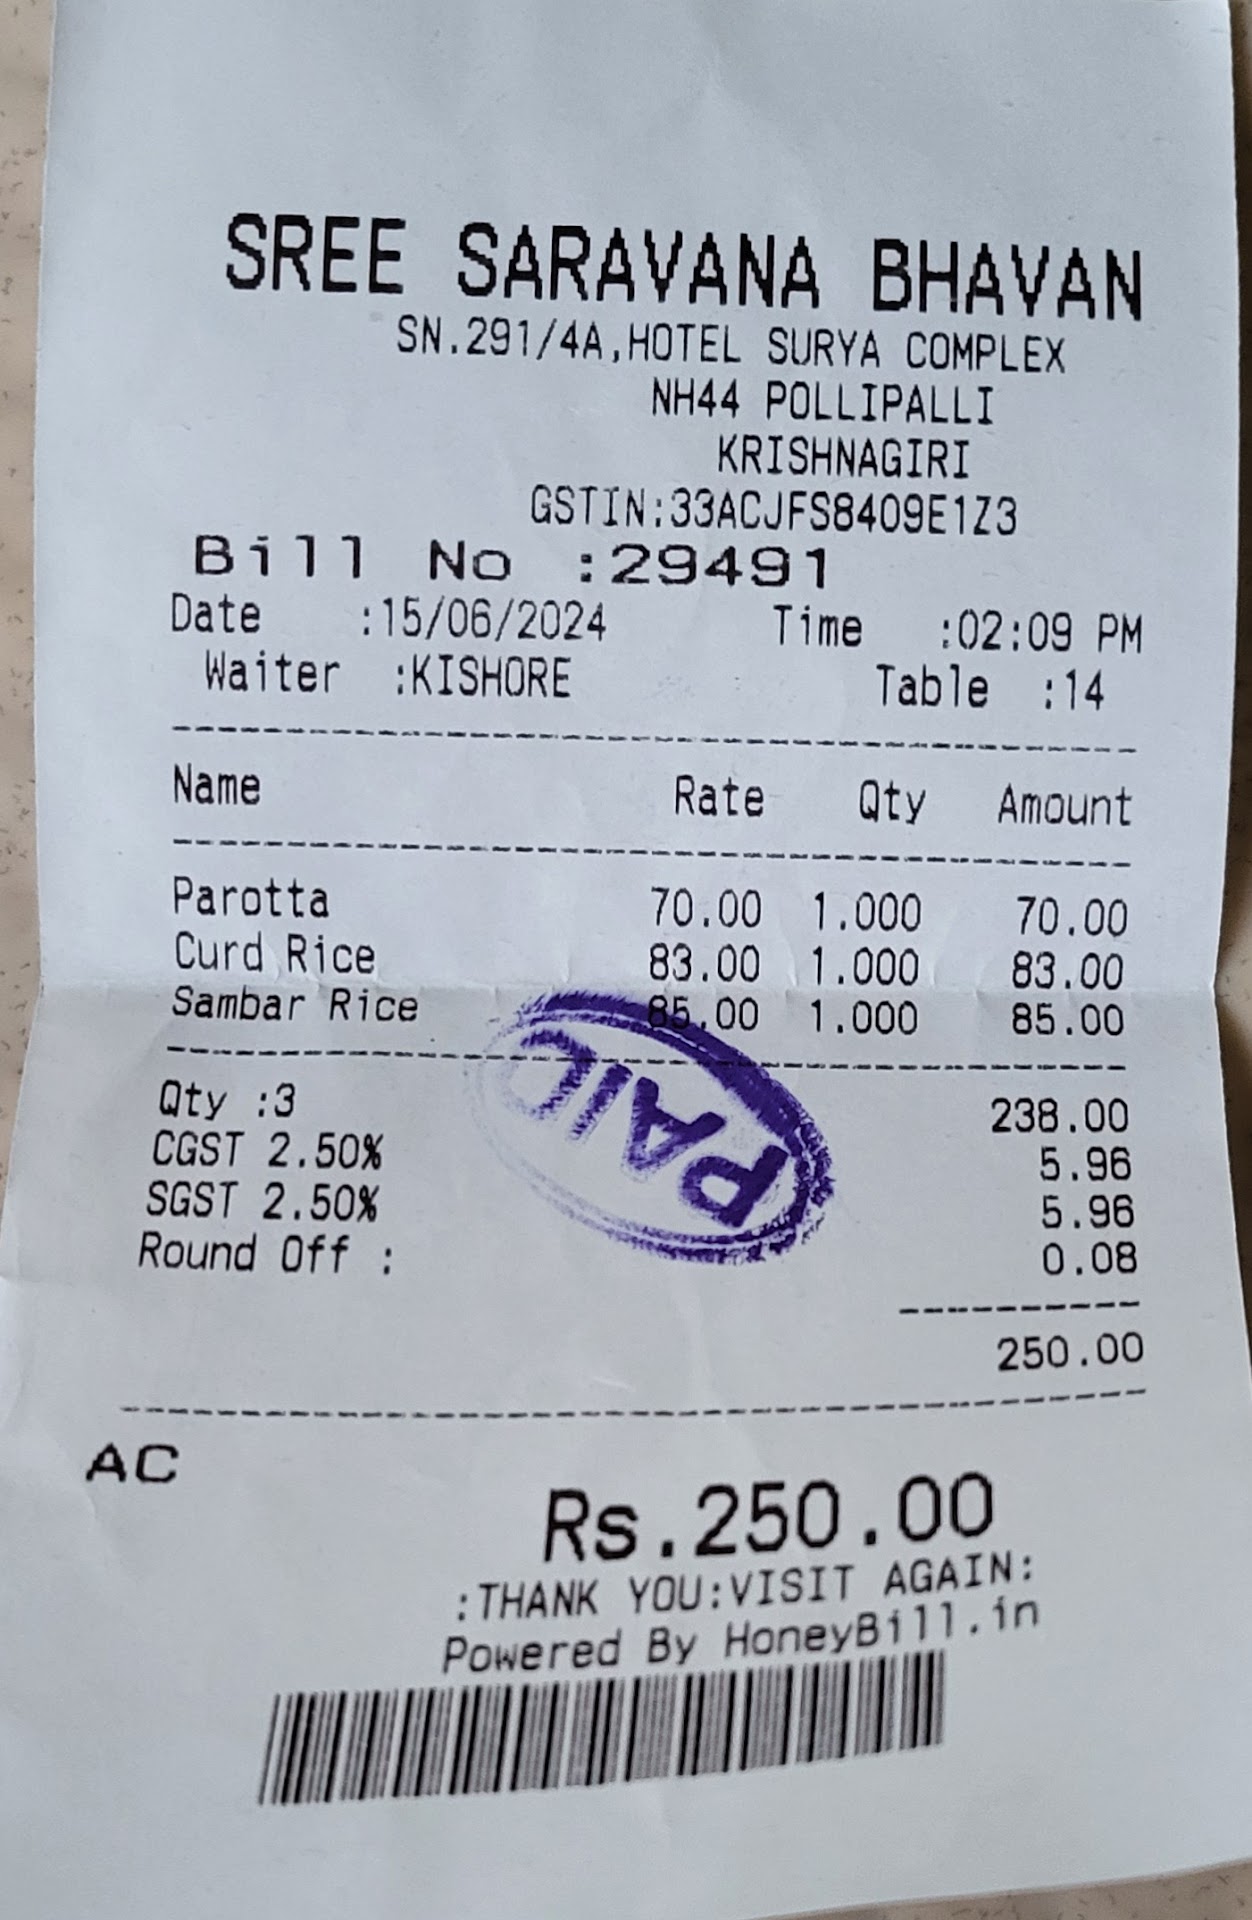 SREE SARAVANA BHAVAN
SN.291/4A,HOTEL SURYA COMPLEX
NH44 POLLIPALLI
KRISHNAGIRI
GSTIN:33ACJFS8409E1Z3
Bill No :29491
Date :15/06/2024 Time :02:09 PM
Waiter :KISHORE Table :14
Name Rate Qty Amount
Parotta 70.00 1.000 70.00
Curd Rice 83.00 1.000 83.00
Sambar Rice 85.00 1.000 85.00
PAID
Qty :3 238.00
CGST 2.50% 5.96
SGST 2.50% 5.96
Round Off : 0.08
250.00
AC
Rs.250.00
:THANK YOU:VISIT AGAIN:
Powered By HoneyBill.in